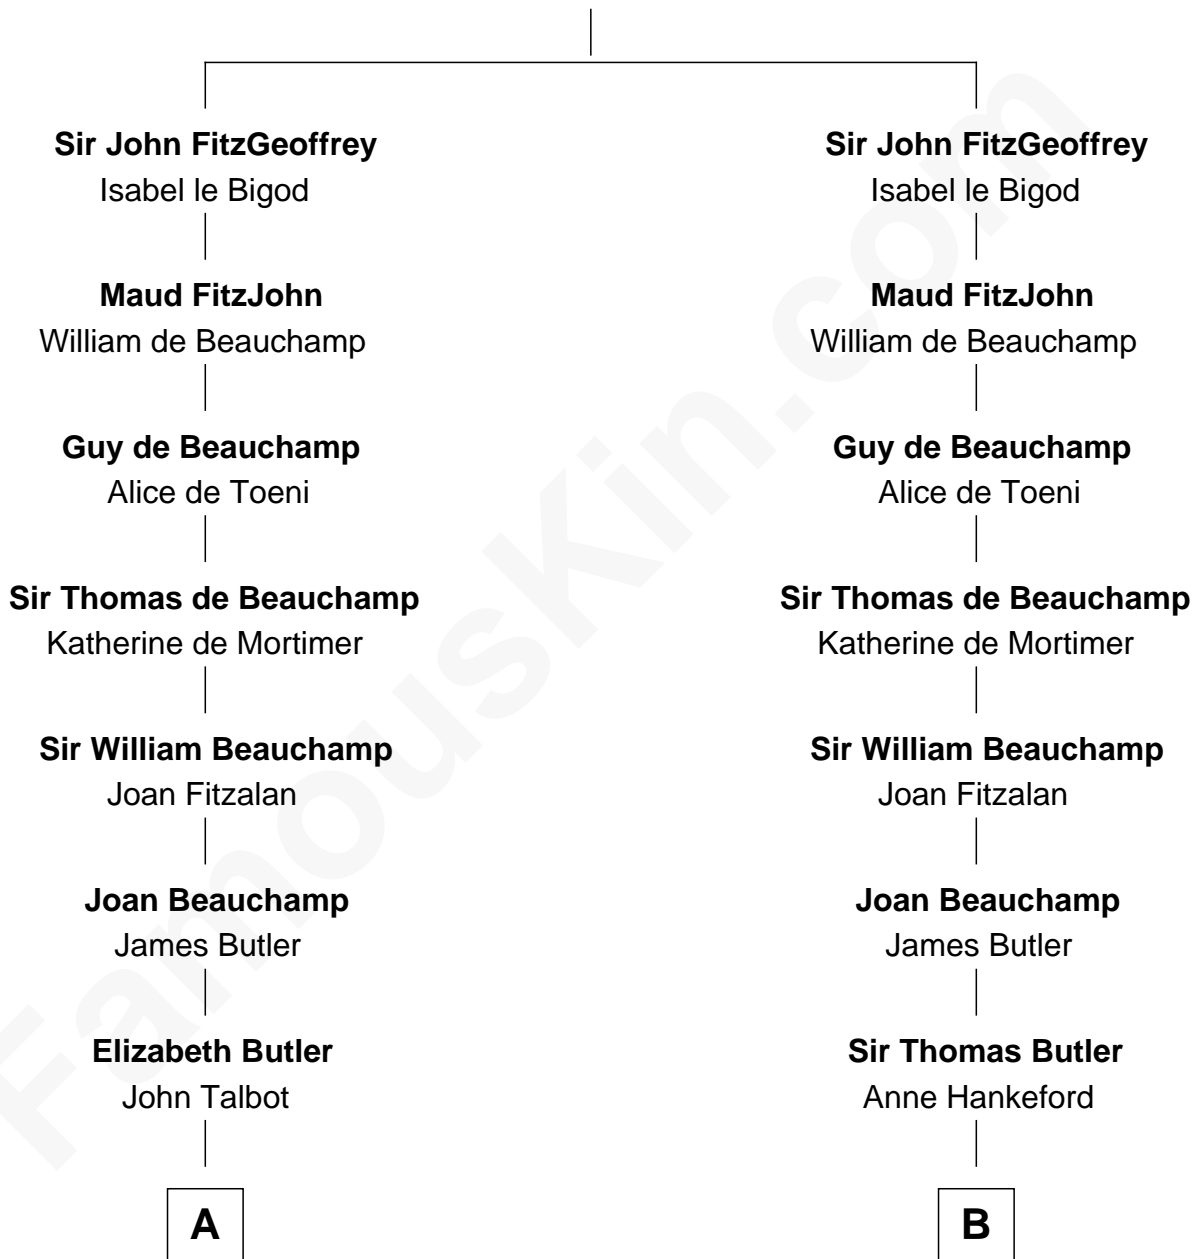 Sir John FitzGeoffrey
Isabel le Bigod
Maud FitzJohn
William de Beauchamp
Guy de Beauchamp
Alice de Toeni
Sir Thomas de Beauchamp
Katherine de Mortimer
Sir William Beauchamp
Joan Fitzalan
Joan Beauchamp
James Butler
Elizabeth Butler
John Talbot
A
Sir John FitzGeoffrey
Isabel le Bigod
Maud FitzJohn
William de Beauchamp
Guy de Beauchamp
Alice de Toeni
Sir Thomas de Beauchamp
Katherine de Mortimer
Sir William Beauchamp
Joan Fitzalan
Joan Beauchamp
James Butler
Sir Thomas Butler
Anne Hankeford
B
FamousKin.com